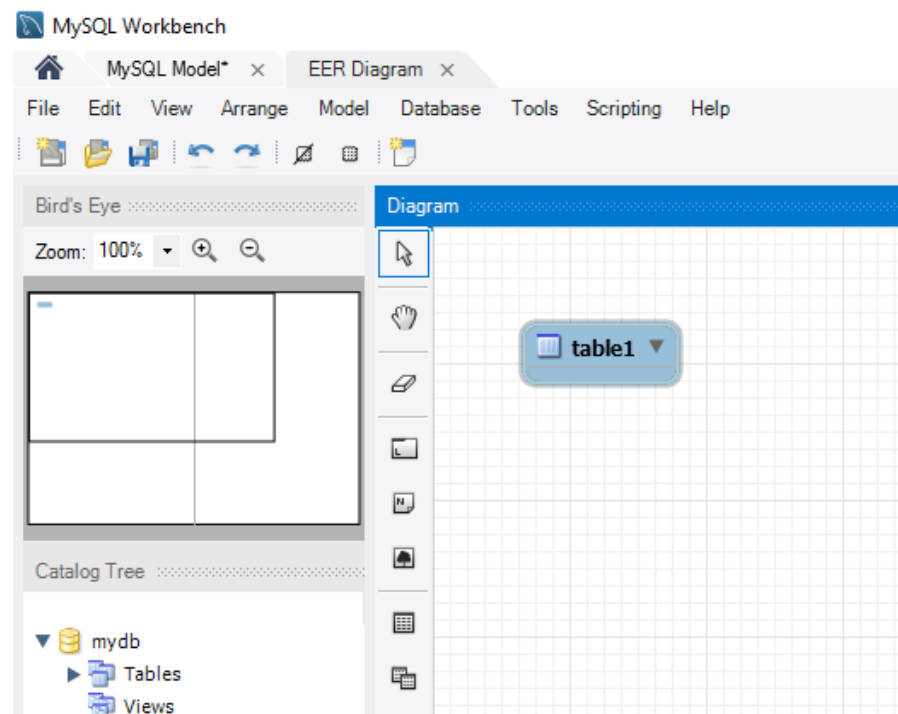 MySQL Workbench
MySQL Model* × EER Diagram ×
File Edit View Arrange Model Database Tools Scripting Help
Bird's Eye
Diagram
Zoom: 100%
table1
Catalog Tree
mydb
Tables
Views